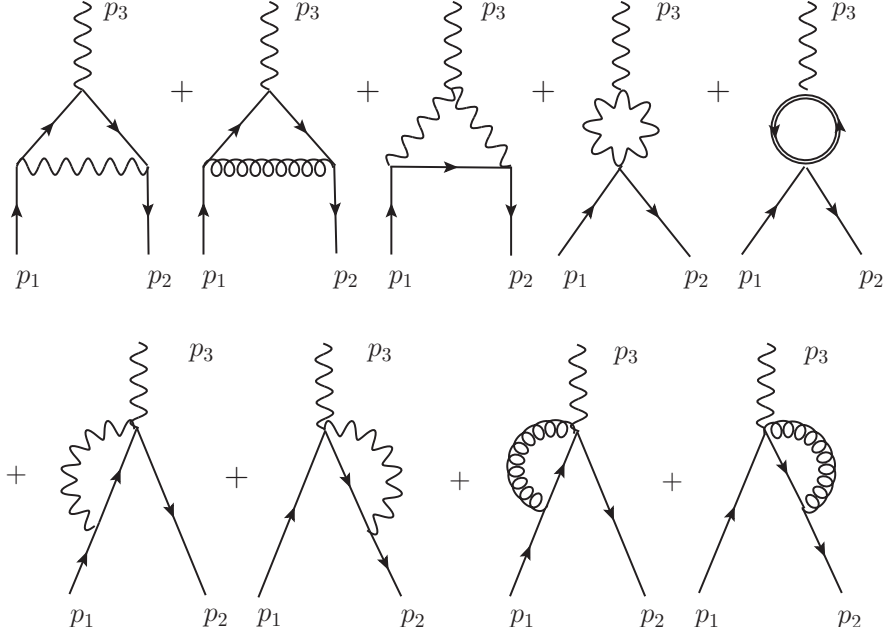 p3 + p3 + p3 + p3 + p3
p1 p2 p1 p2 p1 p2 p1 p2 p1 p2
p3 p3 p3 p3
+ + + +
p1 p2 p1 p2 p1 p2 p1 p2